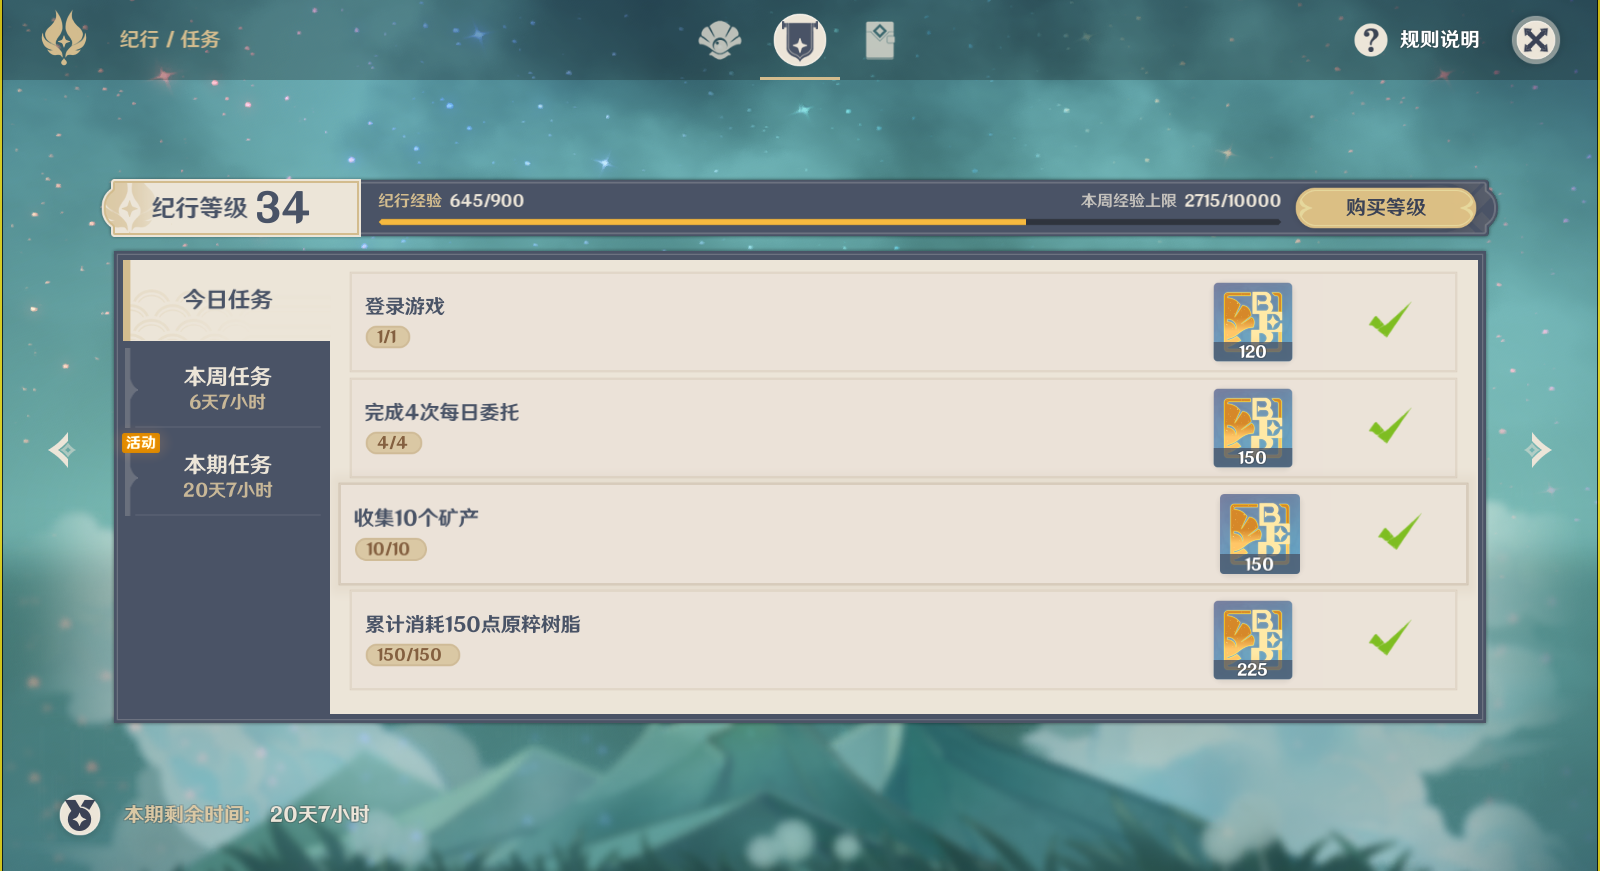 纪行 / 任务
规则说明
纪行等级 34
纪行经验 645/900
本周经验上限 2715/10000
购买等级
今日任务
本周任务
6天7小时
活动
本期任务
20天7小时
登录游戏
1/1
BEP
120
完成4次每日委托
4/4
BEP
150
收集10个矿产
10/10
BEP
150
累计消耗150点原粹树脂
150/150
BEP
225
本期剩余时间: 20天7小时